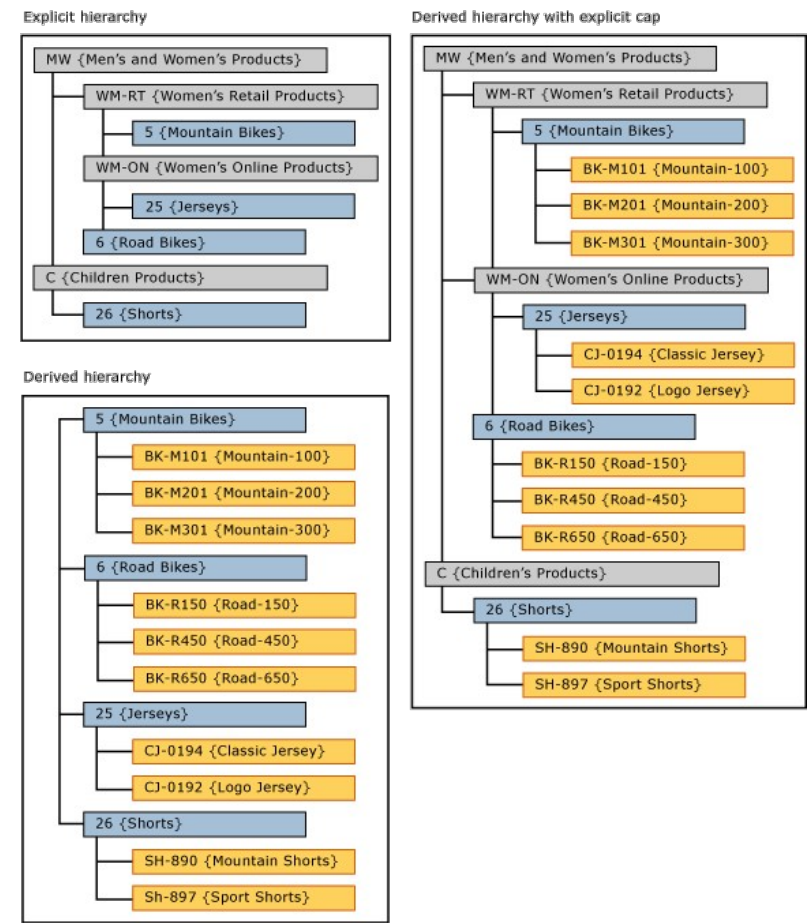 Explicit hierarchy
MW {Men's and Women's Products}
WM-RT {Women's Retail Products}
5 {Mountain Bikes}
WM-ON {Women's Online Products}
25 {Jerseys}
6 {Road Bikes}
C {Children Products}
26 {Shorts}
Derived hierarchy
5 {Mountain Bikes}
BK-M101 {Mountain-100}
BK-M201 {Mountain-200}
BK-M301 {Mountain-300}
6 {Road Bikes}
BK-R150 {Road-150}
BK-R450 {Road-450}
BK-R650 {Road-650}
25 {Jerseys}
CJ-0194 {Classic Jersey}
CJ-0192 {Logo Jersey}
26 {Shorts}
SH-890 {Mountain Shorts}
Sh-897 {Sport Shorts}
Derived hierarchy with explicit cap
MW {Men's and Women's Products}
WM-RT {Women's Retail Products}
5 {Mountain Bikes}
BK-M101 {Mountain-100}
BK-M201 {Mountain-200}
BK-M301 {Mountain-300}
WM-ON {Women's Online Products}
25 {Jerseys}
CJ-0194 {Classic Jersey}
CJ-0192 {Logo Jersey}
6 {Road Bikes}
BK-R150 {Road-150}
BK-R450 {Road-450}
BK-R650 {Road-650}
C {Children's Products}
26 {Shorts}
SH-890 {Mountain Shorts}
SH-897 {Sport Shorts}